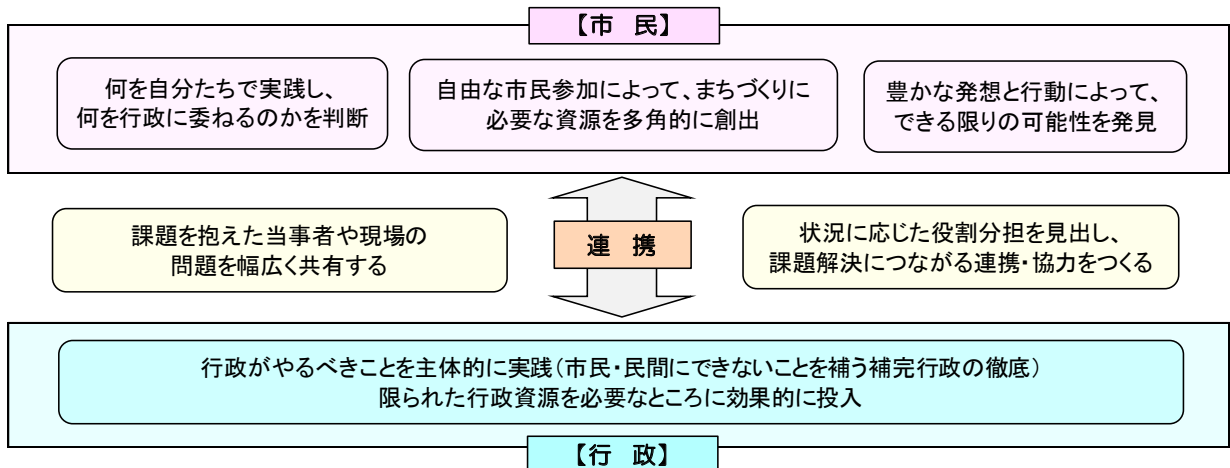 【市　民】
何を自分たちで実践し、
何を行政に委ねるのかを判断
自由な市民参加によって、まちづくりに
必要な資源を多角的に創出
豊かな発想と行動によって、
できる限りの可能性を発見
課題を抱えた当事者や現場の
問題を幅広く共有する
連　携
状況に応じた役割分担を見出し、
課題解決につながる連携・協力をつくる
行政がやるべきことを主体的に実践（市民・民間にできないことを補う補完行政の徹底）
限られた行政資源を必要なところに効果的に投入
【行　政】